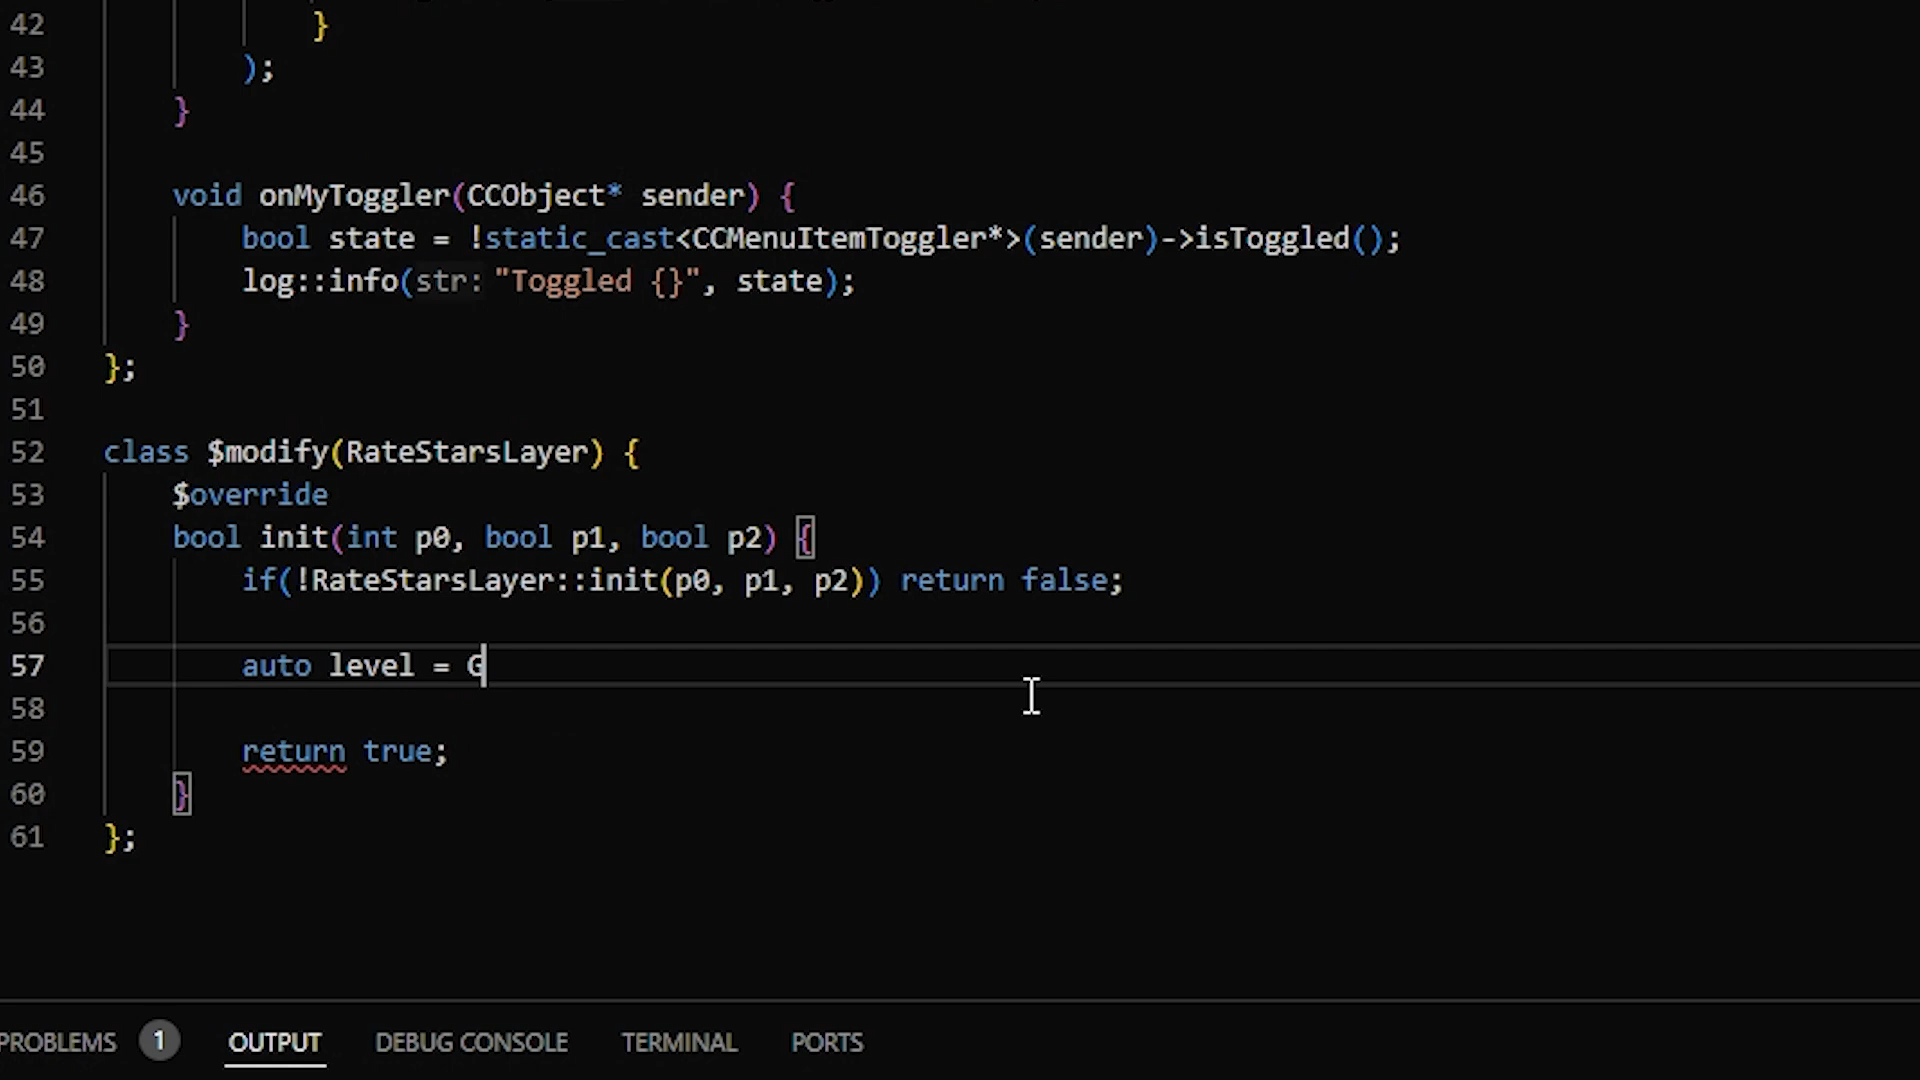 42 }
43 );
44 }
45
46 void onMyToggler(CCObject* sender) {
47 bool state = !static_cast<CCMenuItemToggler*>(sender)->isToggled();
48 log::info(str: "Toggled {}", state);
49 }
50 };
51
52 class $modify(RateStarsLayer) {
53 $override
54 bool init(int p0, bool p1, bool p2) {
55 if(!RateStarsLayer::init(p0, p1, p2)) return false;
56
57 auto level = G
58
59 return true;
60 }
61 };
PROBLEMS 1 OUTPUT DEBUG CONSOLE TERMINAL PORTS